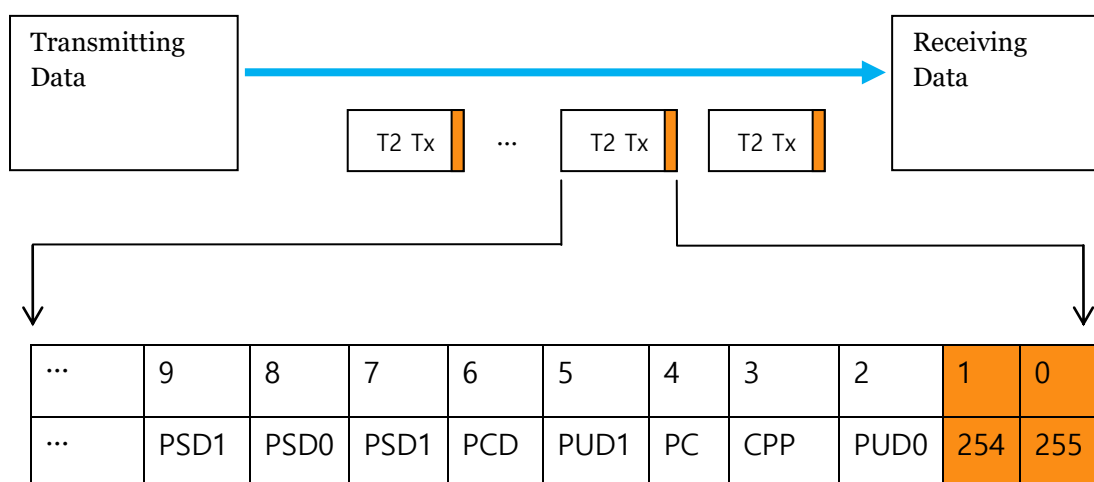 Transmitting
Data
Receiving
Data
T2 Tx ... T2 Tx T2 Tx
... 9 8 7 6 5 4 3 2 1 0
... PSD1 PSD0 PSD1 PCD PUD1 PC CPP PUD0 254 255